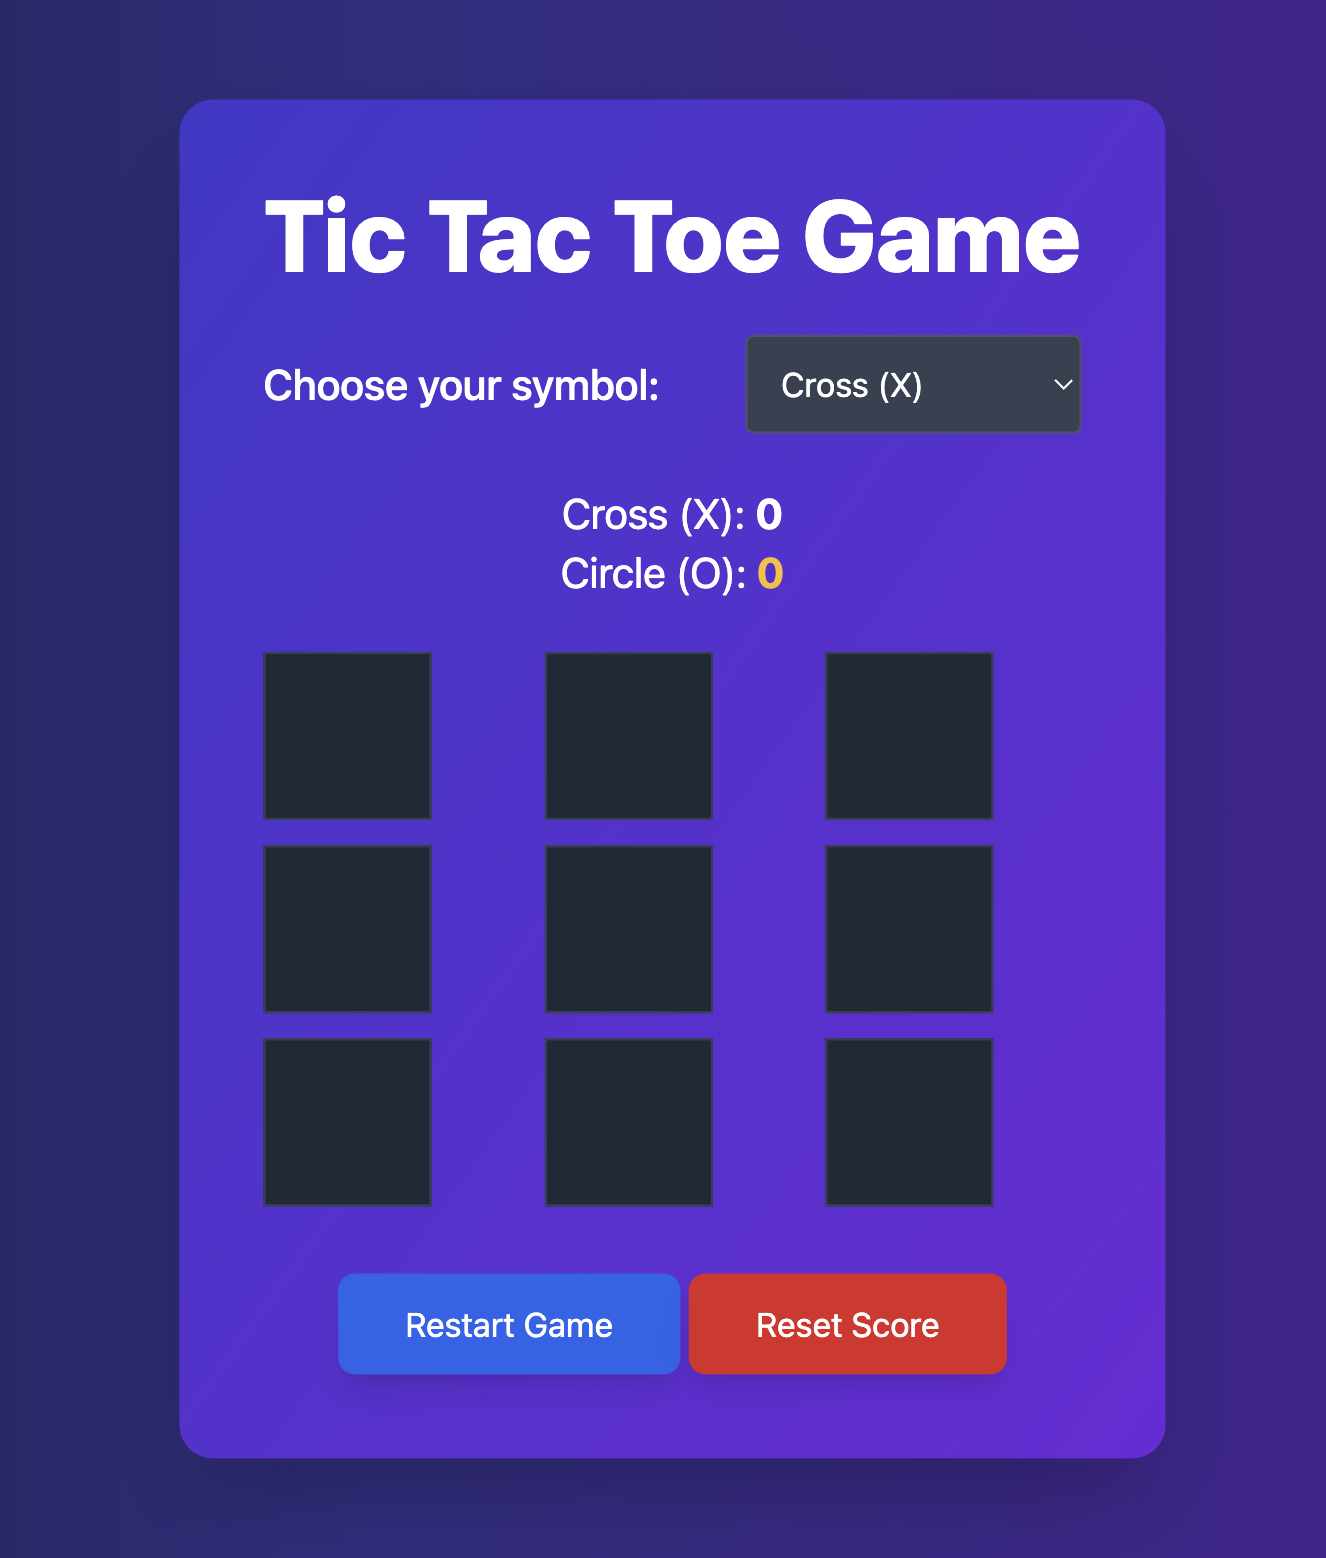 Tic Tac Toe Game
Choose your symbol: Cross (X)
Cross (X): 0
Circle (O): 0
Restart Game Reset Score